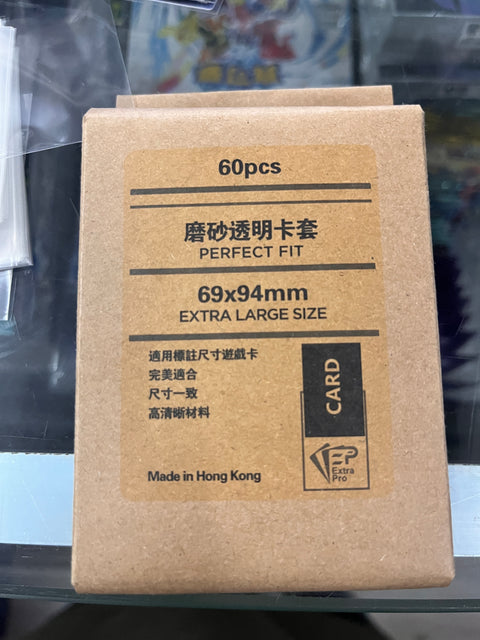 60pcs
磨砂透明卡套
PERFECT FIT
69x94mm
EXTRA LARGE SIZE
適用標註尺寸遊戲卡
完美適合
尺寸一致
高清晰材料
CARD
EP
Extra
Pro
Made in Hong Kong